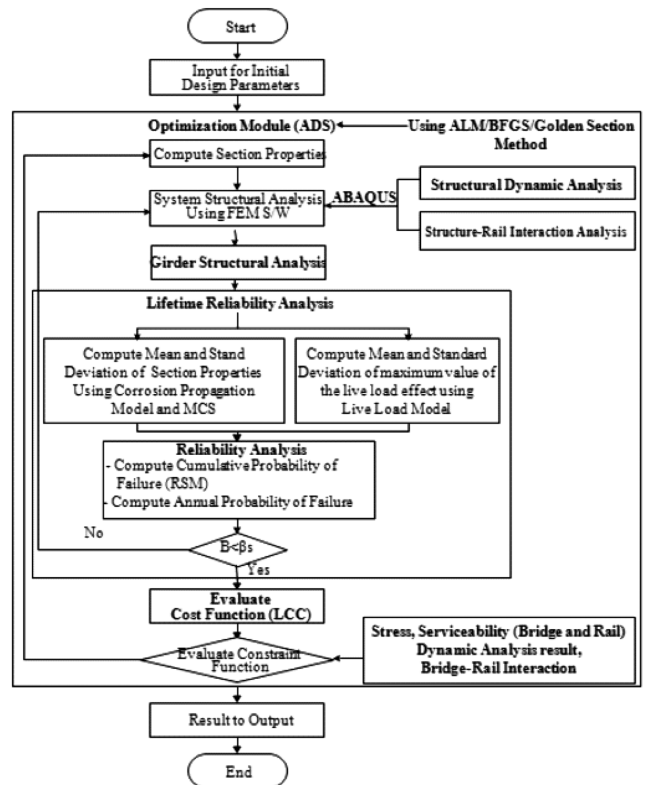 Start
Input for Initial
Design Parameters
Optimization Module (ADS)
Using ALM/BFGS/Golden Section
Method
Compute Section Properties
System Structural Analysis
Using FEM S/W
ABAQUS
Structural Dynamic Analysis
Structure-Rail Interaction Analysis
Girder Structural Analysis
Lifetime Reliability Analysis
Compute Mean and Stand
Deviation of Section Properties
Using Corrosion Propagation
Model and MCS
Compute Mean and Standard
Deviation of maximum value of
the live load effect using
Live Load Model
Reliability Analysis
- Compute Cumulative Probability of
Failure (RSM)
- Compute Annual Probability of Failure
No
B<βs
Yes
Evaluate
Cost Function (LCC)
Evaluate Constraint
Function
Stress, Serviceability (Bridge and Rail)
Dynamic Analysis result,
Bridge-Rail Interaction
Result to Output
End